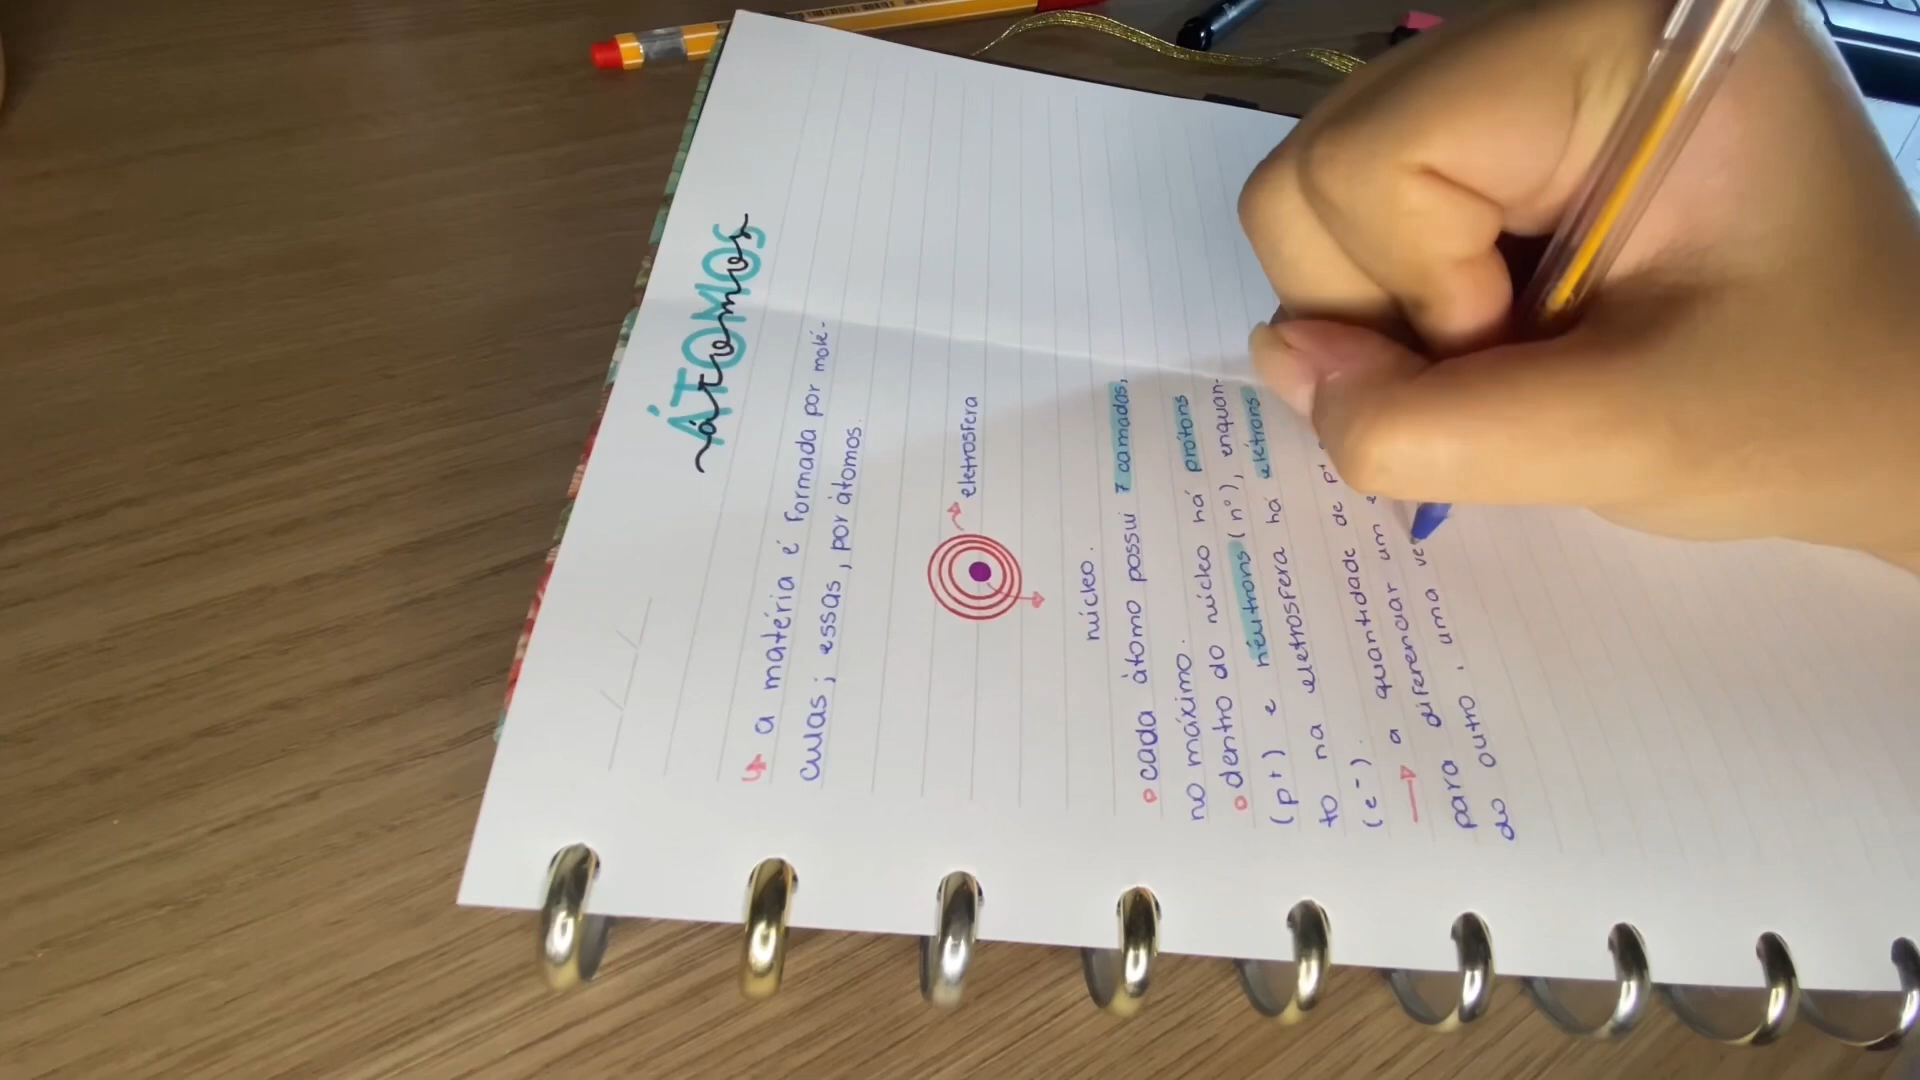 ÁTOMOS
átomos
a matéria é formada por molé-
culas; essas, por átomos.
eletrosfera
núcleo.
cada átomo possui 7 camadas,
no máximo.
dentro do núcleo há prótons
(p+) e nêutrons (n°), enquan-
to na eletrosfera há elétrons
(e-).
a quantidade de p+
para diferenciar um
do outro, uma ve